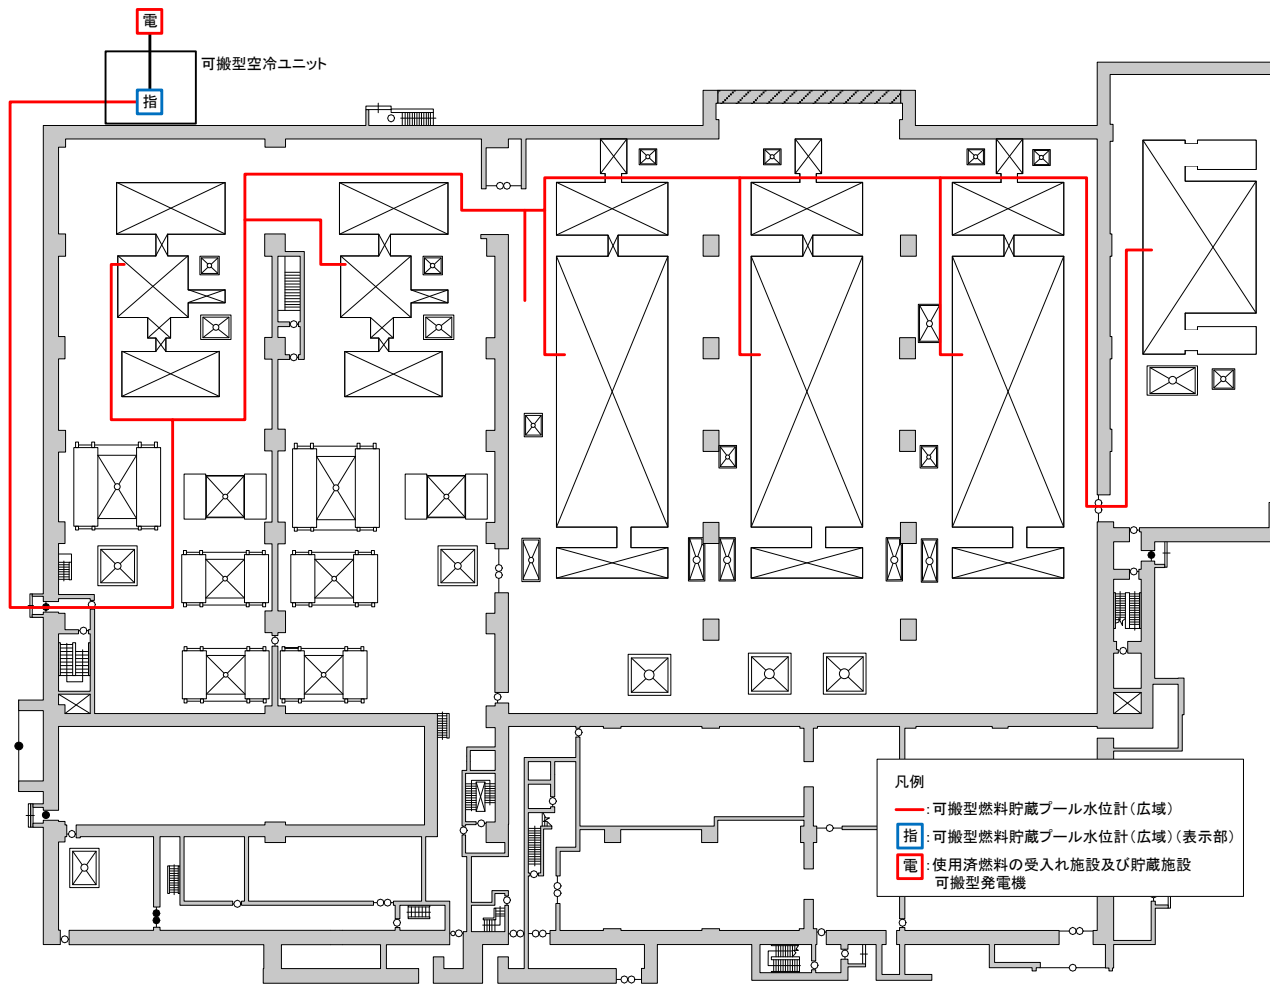 電
可搬型空冷ユニット
指
凡例
:可搬型燃料貯蔵プール水位計(広域)
指:可搬型燃料貯蔵プール水位計(広域)(表示部)
電:使用済燃料の受入れ施設及び貯蔵施設
可搬型発電機